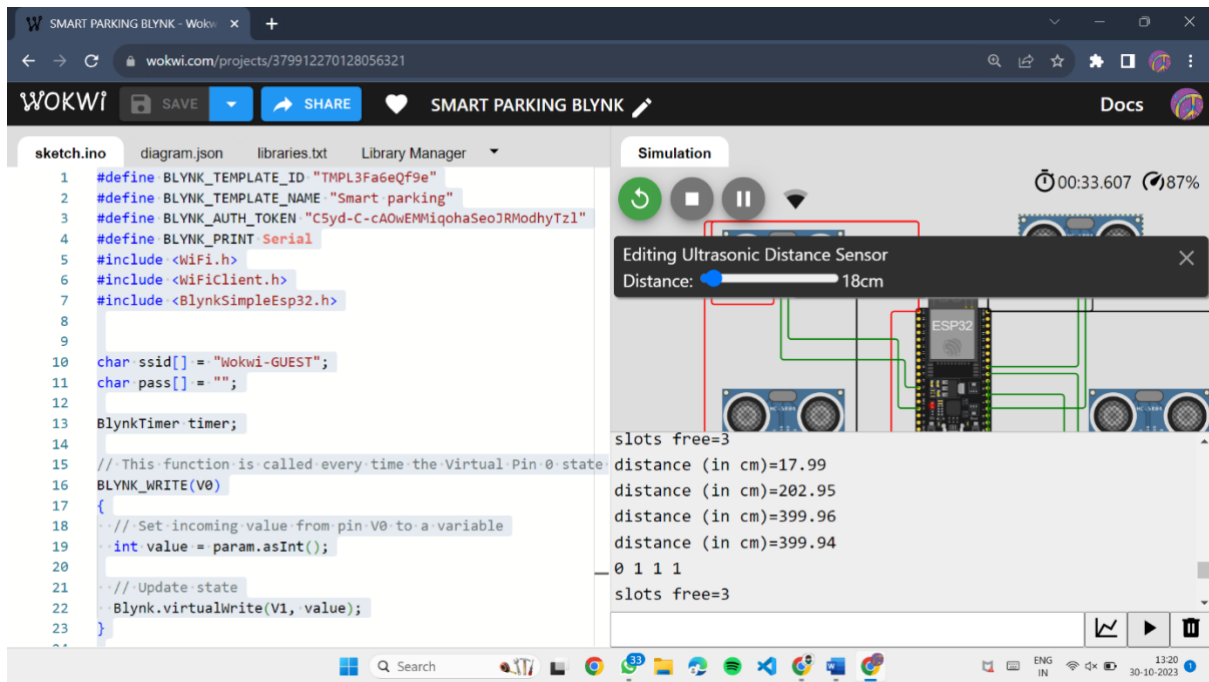 SMART PARKING BLYNK - Wokw
wokwi.com/projects/379912270128056321
WOKWI SAVE SHARE SMART PARKING BLYNK Docs
sketch.ino diagram.json libraries.txt Library Manager
1 #define BLYNK_TEMPLATE_ID "TMPL3Fa6eQf9e"
2 #define BLYNK_TEMPLATE_NAME "Smart parking"
3 #define BLYNK_AUTH_TOKEN "C5yd-C-cAOwEMMiqohaSeoJRModhyTzl"
4 #define BLYNK_PRINT Serial
5 #include <WiFi.h>
6 #include <WiFiClient.h>
7 #include <BlynkSimpleEsp32.h>
8
9
10 char ssid[] = "Wokwi-GUEST";
11 char pass[] = "";
12
13 BlynkTimer timer;
14
15 // This function is called every time the Virtual Pin 0 state
16 BLYNK_WRITE(V0)
17 {
18 // Set incoming value from pin V0 to a variable
19 int value = param.asInt();
20
21 // Update state
22 Blynk.virtualWrite(V1, value);
23 }
Simulation
00:33.607 87%
Editing Ultrasonic Distance Sensor
Distance: 18cm
ESP32
slots free=3
distance (in cm)=17.99
distance (in cm)=202.95
distance (in cm)=399.96
distance (in cm)=399.94
0 1 1 1
slots free=3
Search
33
ENG
IN
13:20
30-10-2023
1